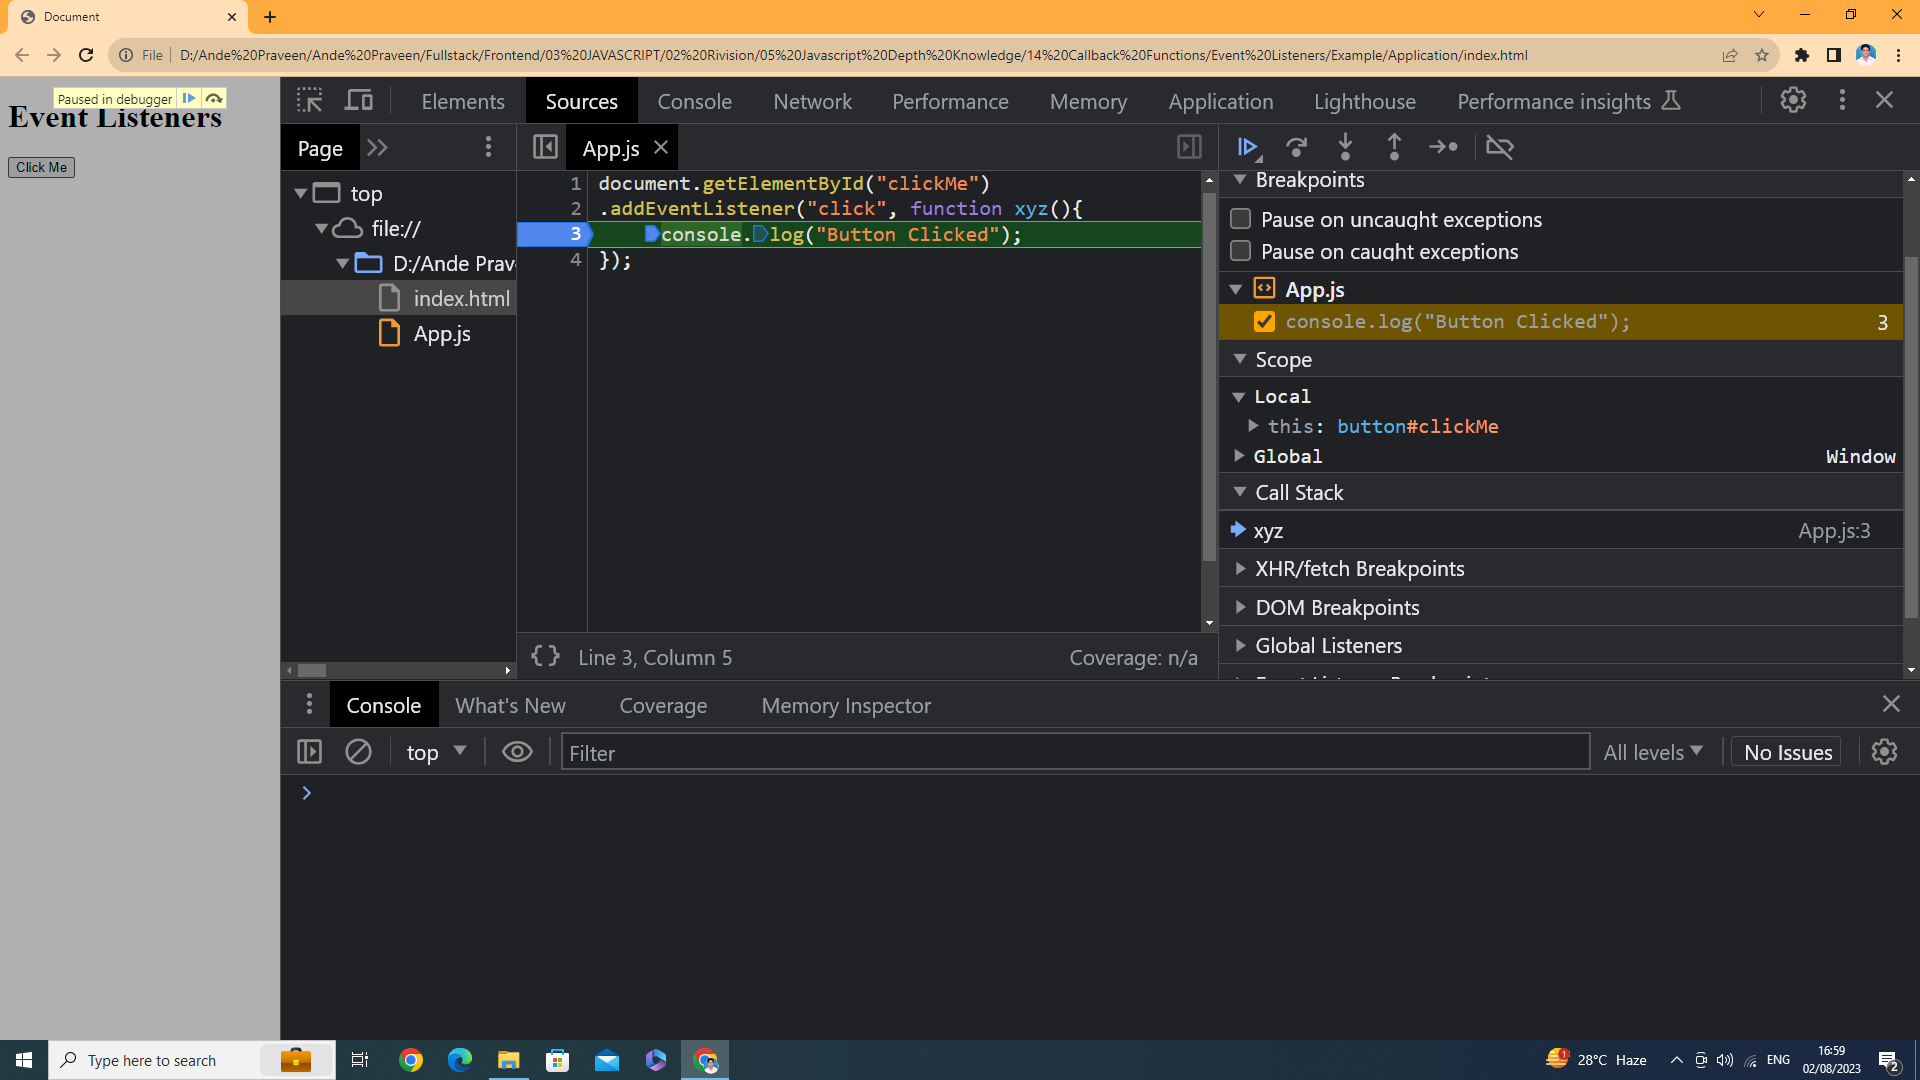 Document
File
D:/Ande%20Praveen/Ande%20Praveen/Fullstack/Frontend/03%20JAVASCRIPT/02%20Rivision/05%20Javascript%20Depth%20Knowledge/14%20Callback%20Functions/Event%20Listeners/Example/Application/index.html
Paused in debugger
Event Listeners
Click Me
Elements Sources Console Network Performance Memory Application Lighthouse Performance insights
Page
App.js
top
file://
D:/Ande Prav
index.html
App.js
1 document.getElementById("clickMe")
2 .addEventListener("click", function xyz(){
3 console.log("Button Clicked");
4 });
Line 3, Column 5 Coverage: n/a
Breakpoints
Pause on uncaught exceptions
Pause on caught exceptions
App.js
console.log("Button Clicked"); 3
Scope
Local
this: button#clickMe
Global Window
Call Stack
xyz App.js:3
XHR/fetch Breakpoints
DOM Breakpoints
Global Listeners
Console What's New Coverage Memory Inspector
top Filter All levels No Issues
Type here to search
1
28°C Haze
ENG
16:59
02/08/2023
2